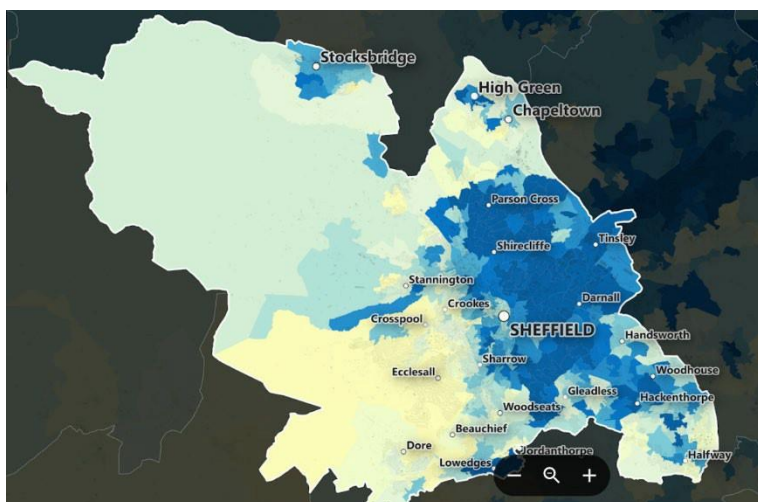 Stocksbridge
High Green
Chapeltown
Parson Cross
Shirecliffe
Tinsley
Stannington
Crookes
Darnall
Crosspool
SHEFFIELD
Handsworth
Sharrow
Ecclesall
Woodhouse
Gleadless
Hackenthorpe
Woodseats
Beauchief
Dore
Jordanthorpe
Lowedges
Halfway